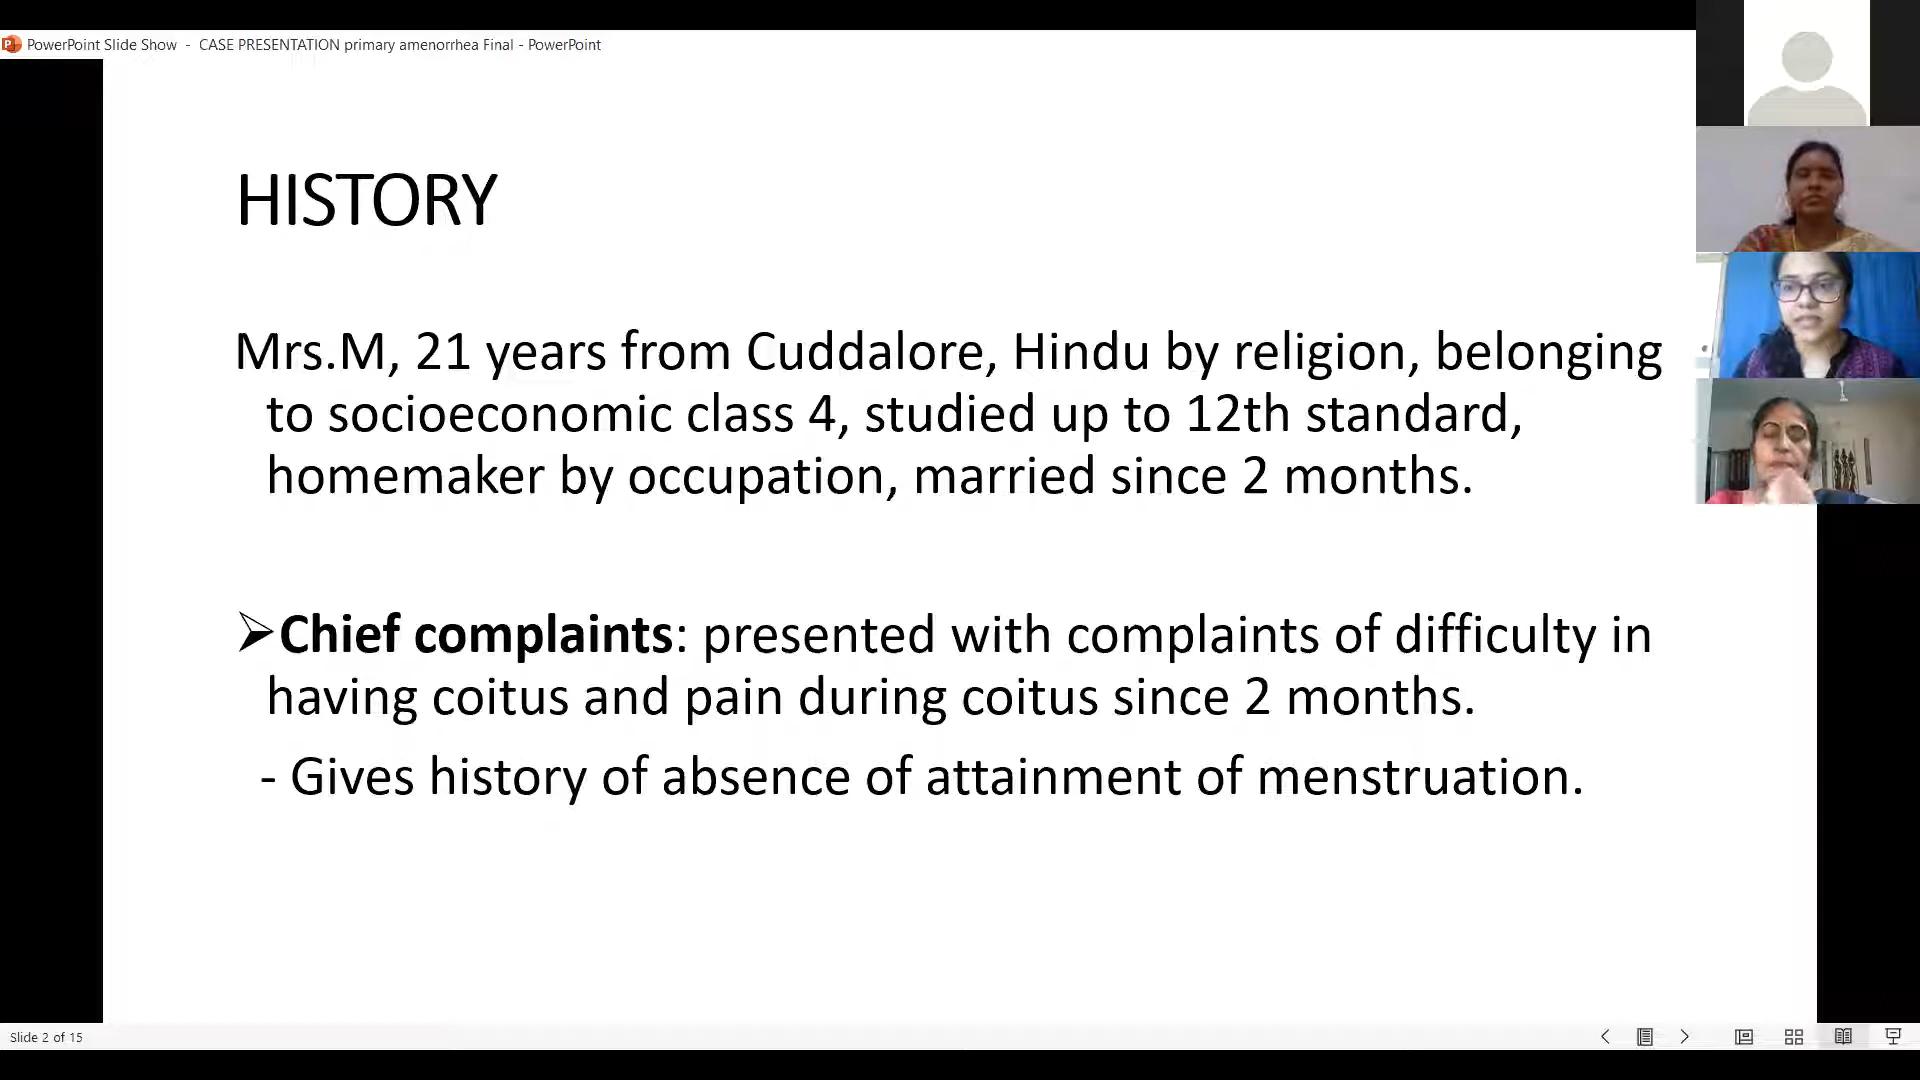 PowerPoint Slide Show - CASE PRESENTATION primary amenorrhea Final - PowerPoint
HISTORY
Mrs.M, 21 years from Cuddalore, Hindu by religion, belonging
to socioeconomic class 4, studied up to 12th standard,
homemaker by occupation, married since 2 months.
➢Chief complaints: presented with complaints of difficulty in
having coitus and pain during coitus since 2 months.
- Gives history of absence of attainment of menstruation.
Slide 2 of 15